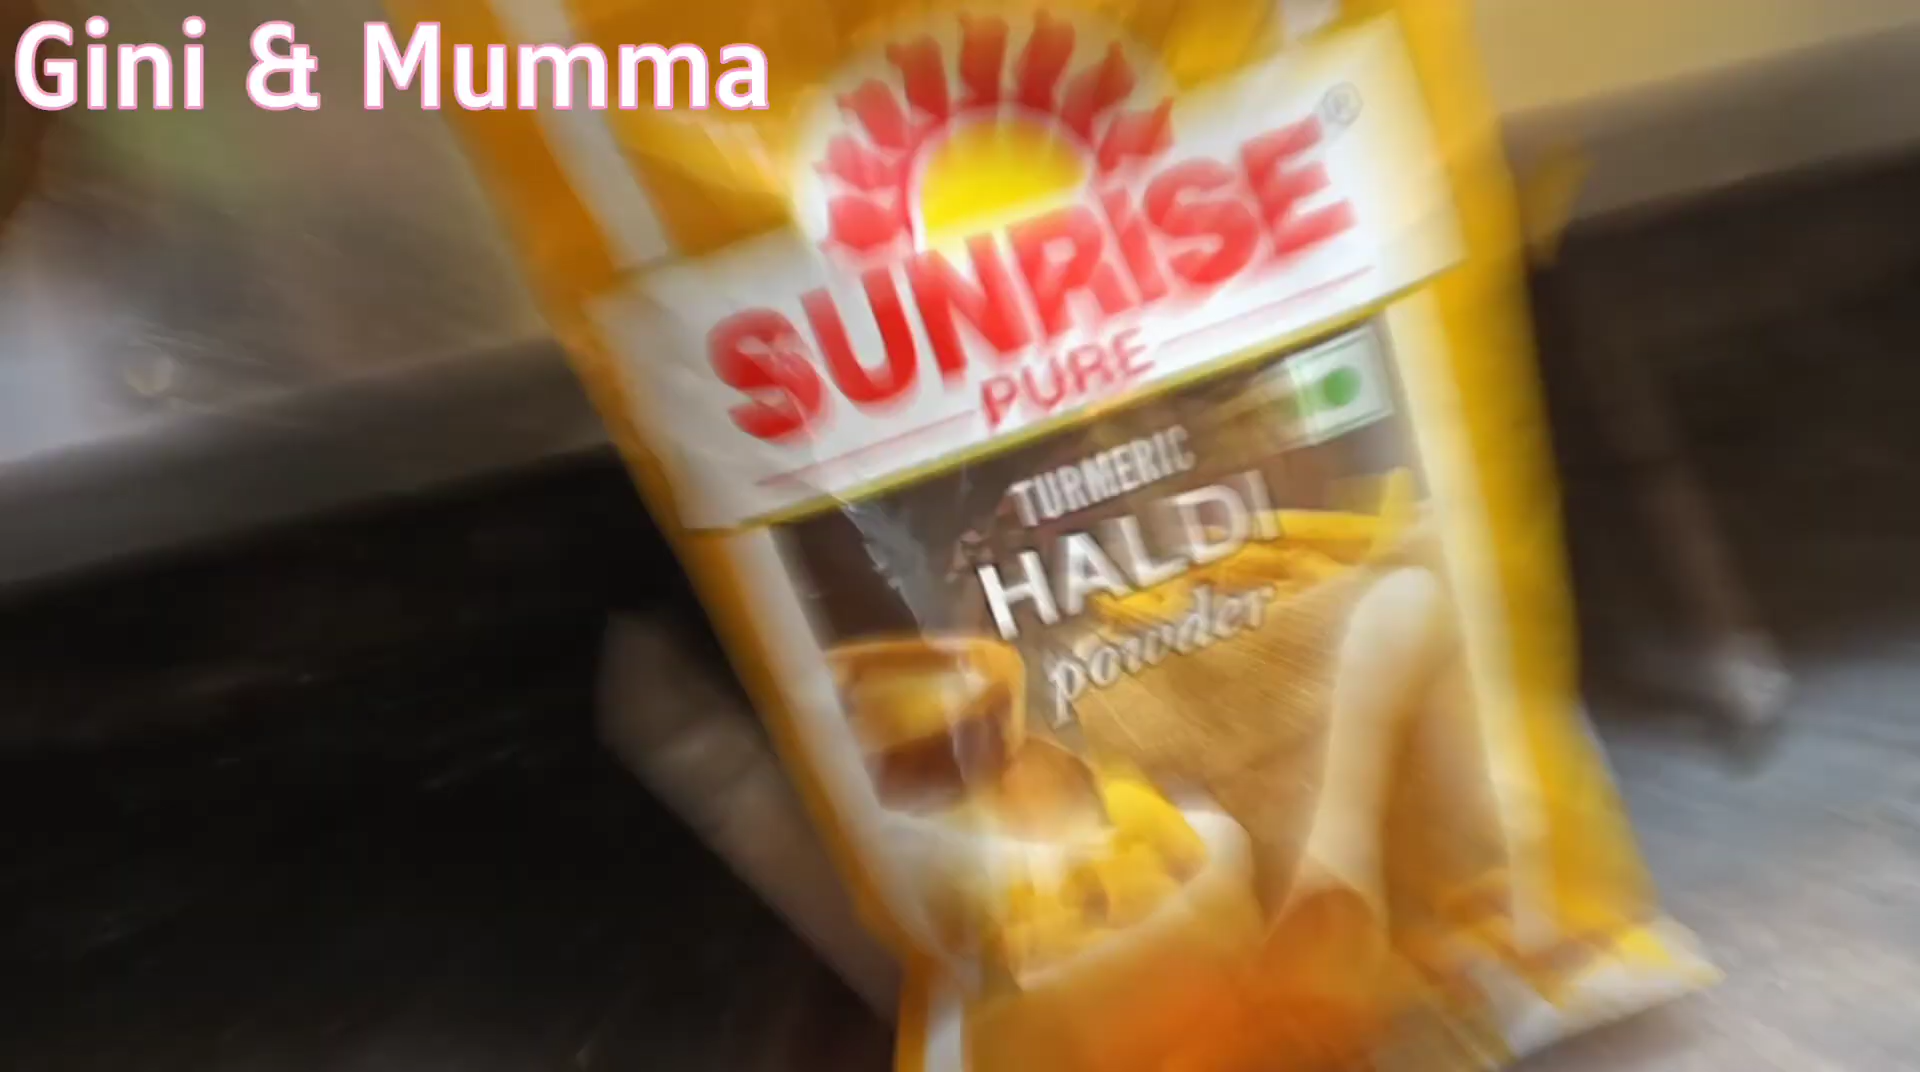 Gini & Mumma
SUNRISE®
PURE
TURMERIC
HALDI
powder